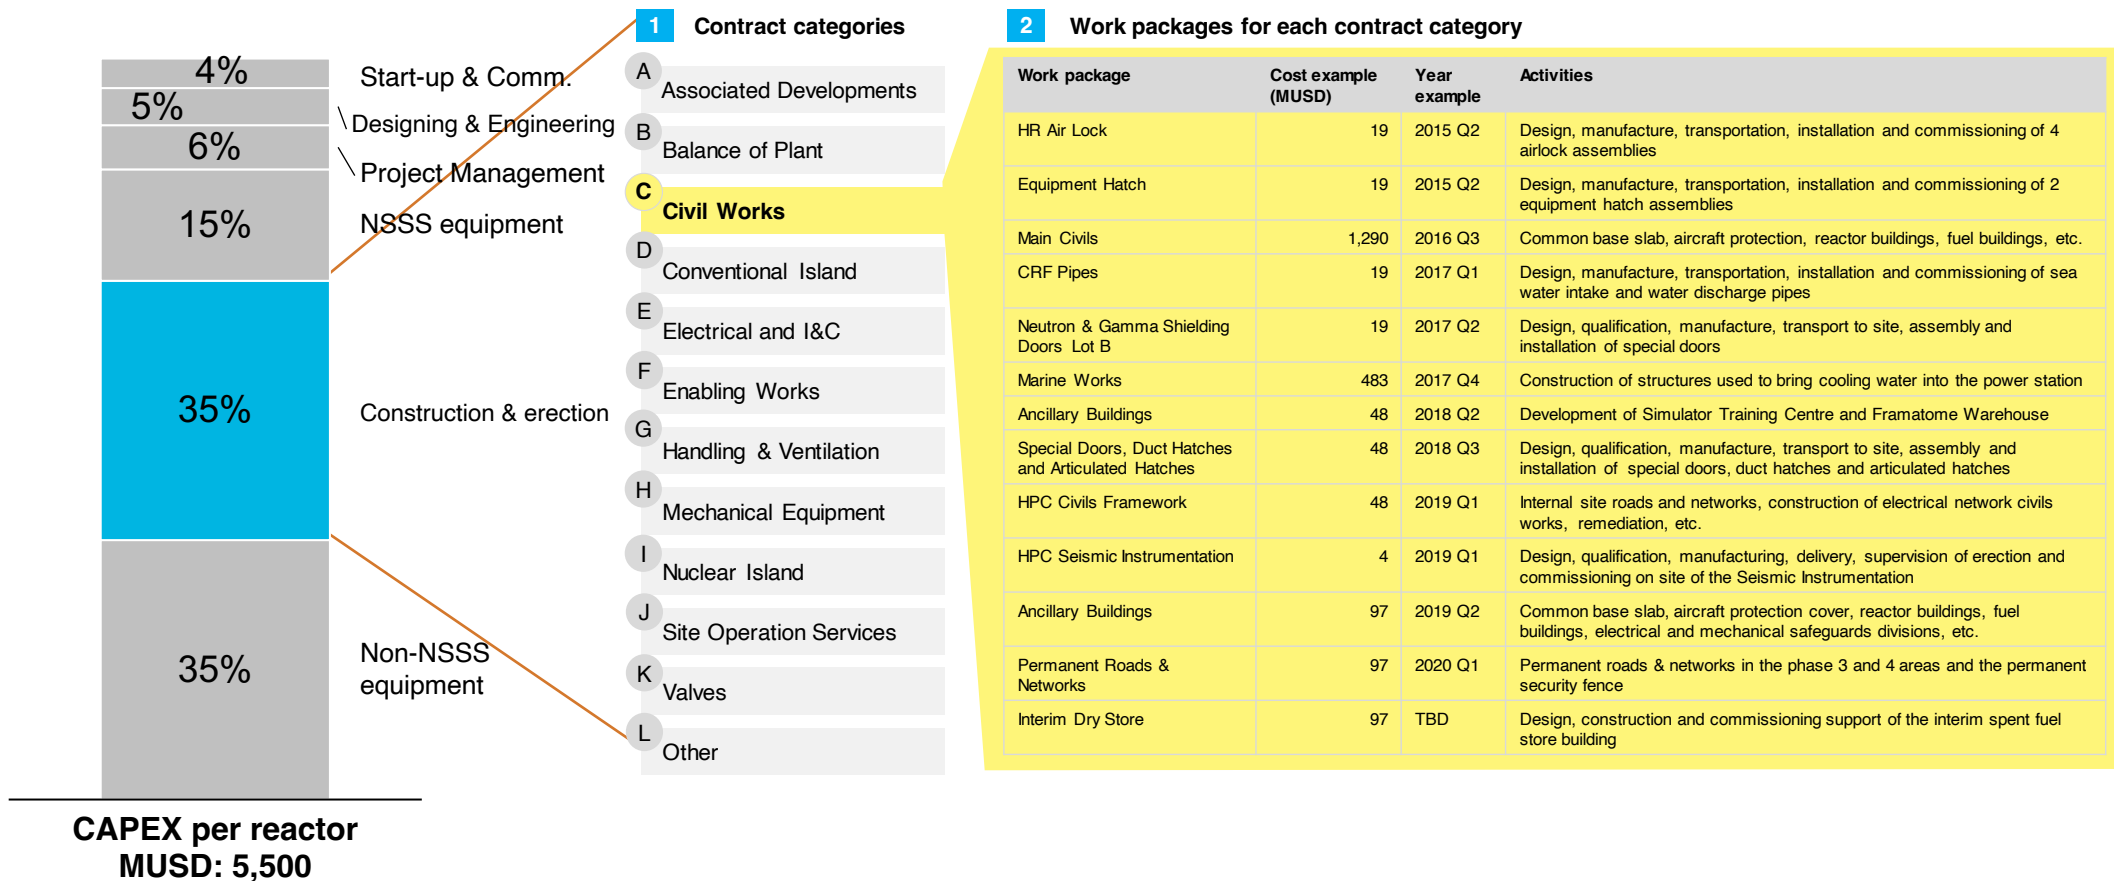 4%
Start-up & Comm.
5%
Designing & Engineering
6%
Project Management
15%
NSSS equipment
35%
Construction & erection
35%
Non-NSSS
equipment
CAPEX per reactor
MUSD: 5,500
1 Contract categories
A
Associated Developments
B
Balance of Plant
C
Civil Works
D
Conventional Island
E
Electrical and I&C
F
Enabling Works
G
Handling & Ventilation
H
Mechanical Equipment
I
Nuclear Island
J
Site Operation Services
K
Valves
L
Other
2 Work packages for each contract category
Work package
Cost example
(MUSD)
Year
example
Activities
HR Air Lock
19
2015 Q2
Design, manufacture, transportation, installation and commissioning of 4
airlock assemblies
Equipment Hatch
19
2015 Q2
Design, manufacture, transportation, installation and commissioning of 2
equipment hatch assemblies
Main Civils
1,290
2016 Q3
Common base slab, aircraft protection, reactor buildings, fuel buildings, etc.
CRF Pipes
19
2017 Q1
Design, manufacture, transportation, installation and commissioning of sea
water intake and water discharge pipes
Neutron & Gamma Shielding
Doors Lot B
19
2017 Q2
Design, qualification, manufacture, transport to site, assembly and
installation of special doors
Marine Works
483
2017 Q4
Construction of structures used to bring cooling water into the power station
Ancillary Buildings
48
2018 Q2
Development of Simulator Training Centre and Framatome Warehouse
Special Doors, Duct Hatches
and Articulated Hatches
48
2018 Q3
Design, qualification, manufacture, transport to site, assembly and
installation of special doors, duct hatches and articulated hatches
HPC Civils Framework
48
2019 Q1
Internal site roads and networks, construction of electrical network civils
works, remediation, etc.
HPC Seismic Instrumentation
4
2019 Q1
Design, qualification, manufacturing, delivery, supervision of erection and
commissioning on site of the Seismic Instrumentation
Ancillary Buildings
97
2019 Q2
Common base slab, aircraft protection cover, reactor buildings, fuel
buildings, electrical and mechanical safeguards divisions, etc.
Permanent Roads &
Networks
97
2020 Q1
Permanent roads & networks in the phase 3 and 4 areas and the permanent
security fence
Interim Dry Store
97
TBD
Design, construction and commissioning support of the interim spent fuel
store building